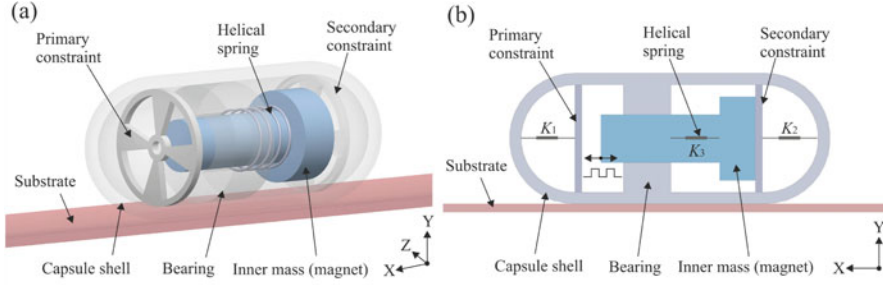 (a)
Primary
constraint
Helical
spring
Secondary
constraint
Substrate
Capsule shell
Bearing
Inner mass (magnet)
Y
Z
X
(b)
Primary
constraint
Helical
spring
Secondary
constraint
K1
K3
K2
Substrate
Capsule shell
Bearing
Inner mass (magnet)
Y
X